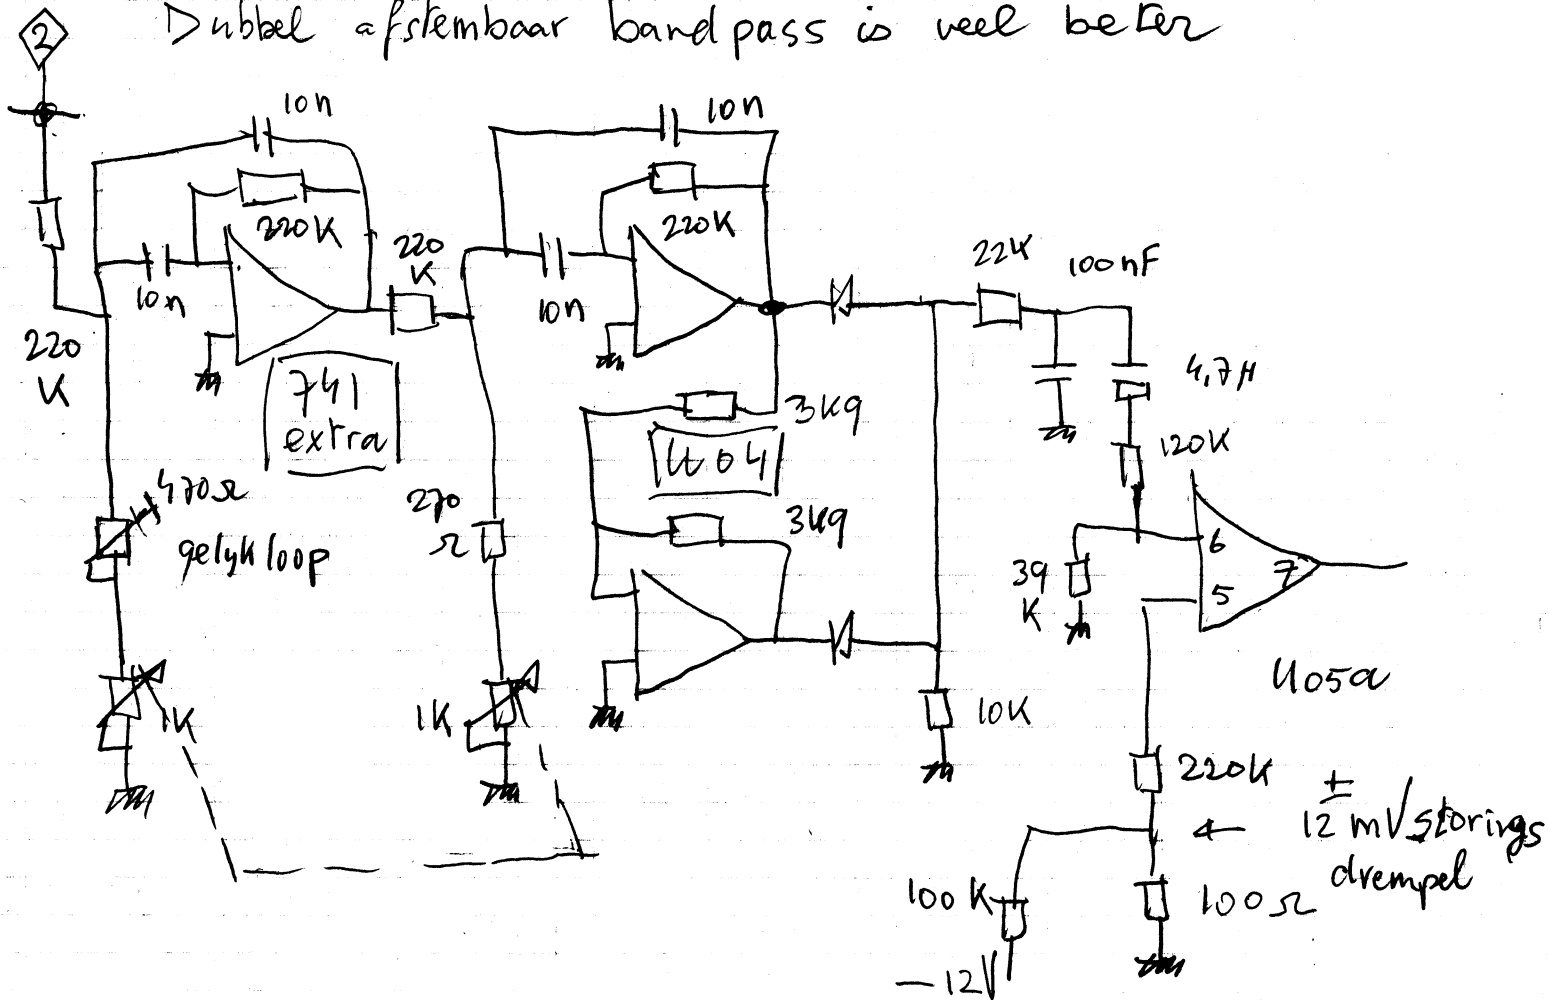 2
Dubbel afstembaar bandpass is veel beter
10n
10n
220K
220K
220
K
10n
10n
22K
100nF
220
K
741
extra
3K9
U04
4,7µ
470Ω
gelykloop
270
Ω
3K9
120K
6
7
5
39
K
U05a
1K
1K
10K
220K
±
12 mV storings
drempel
100K
100Ω
-12V